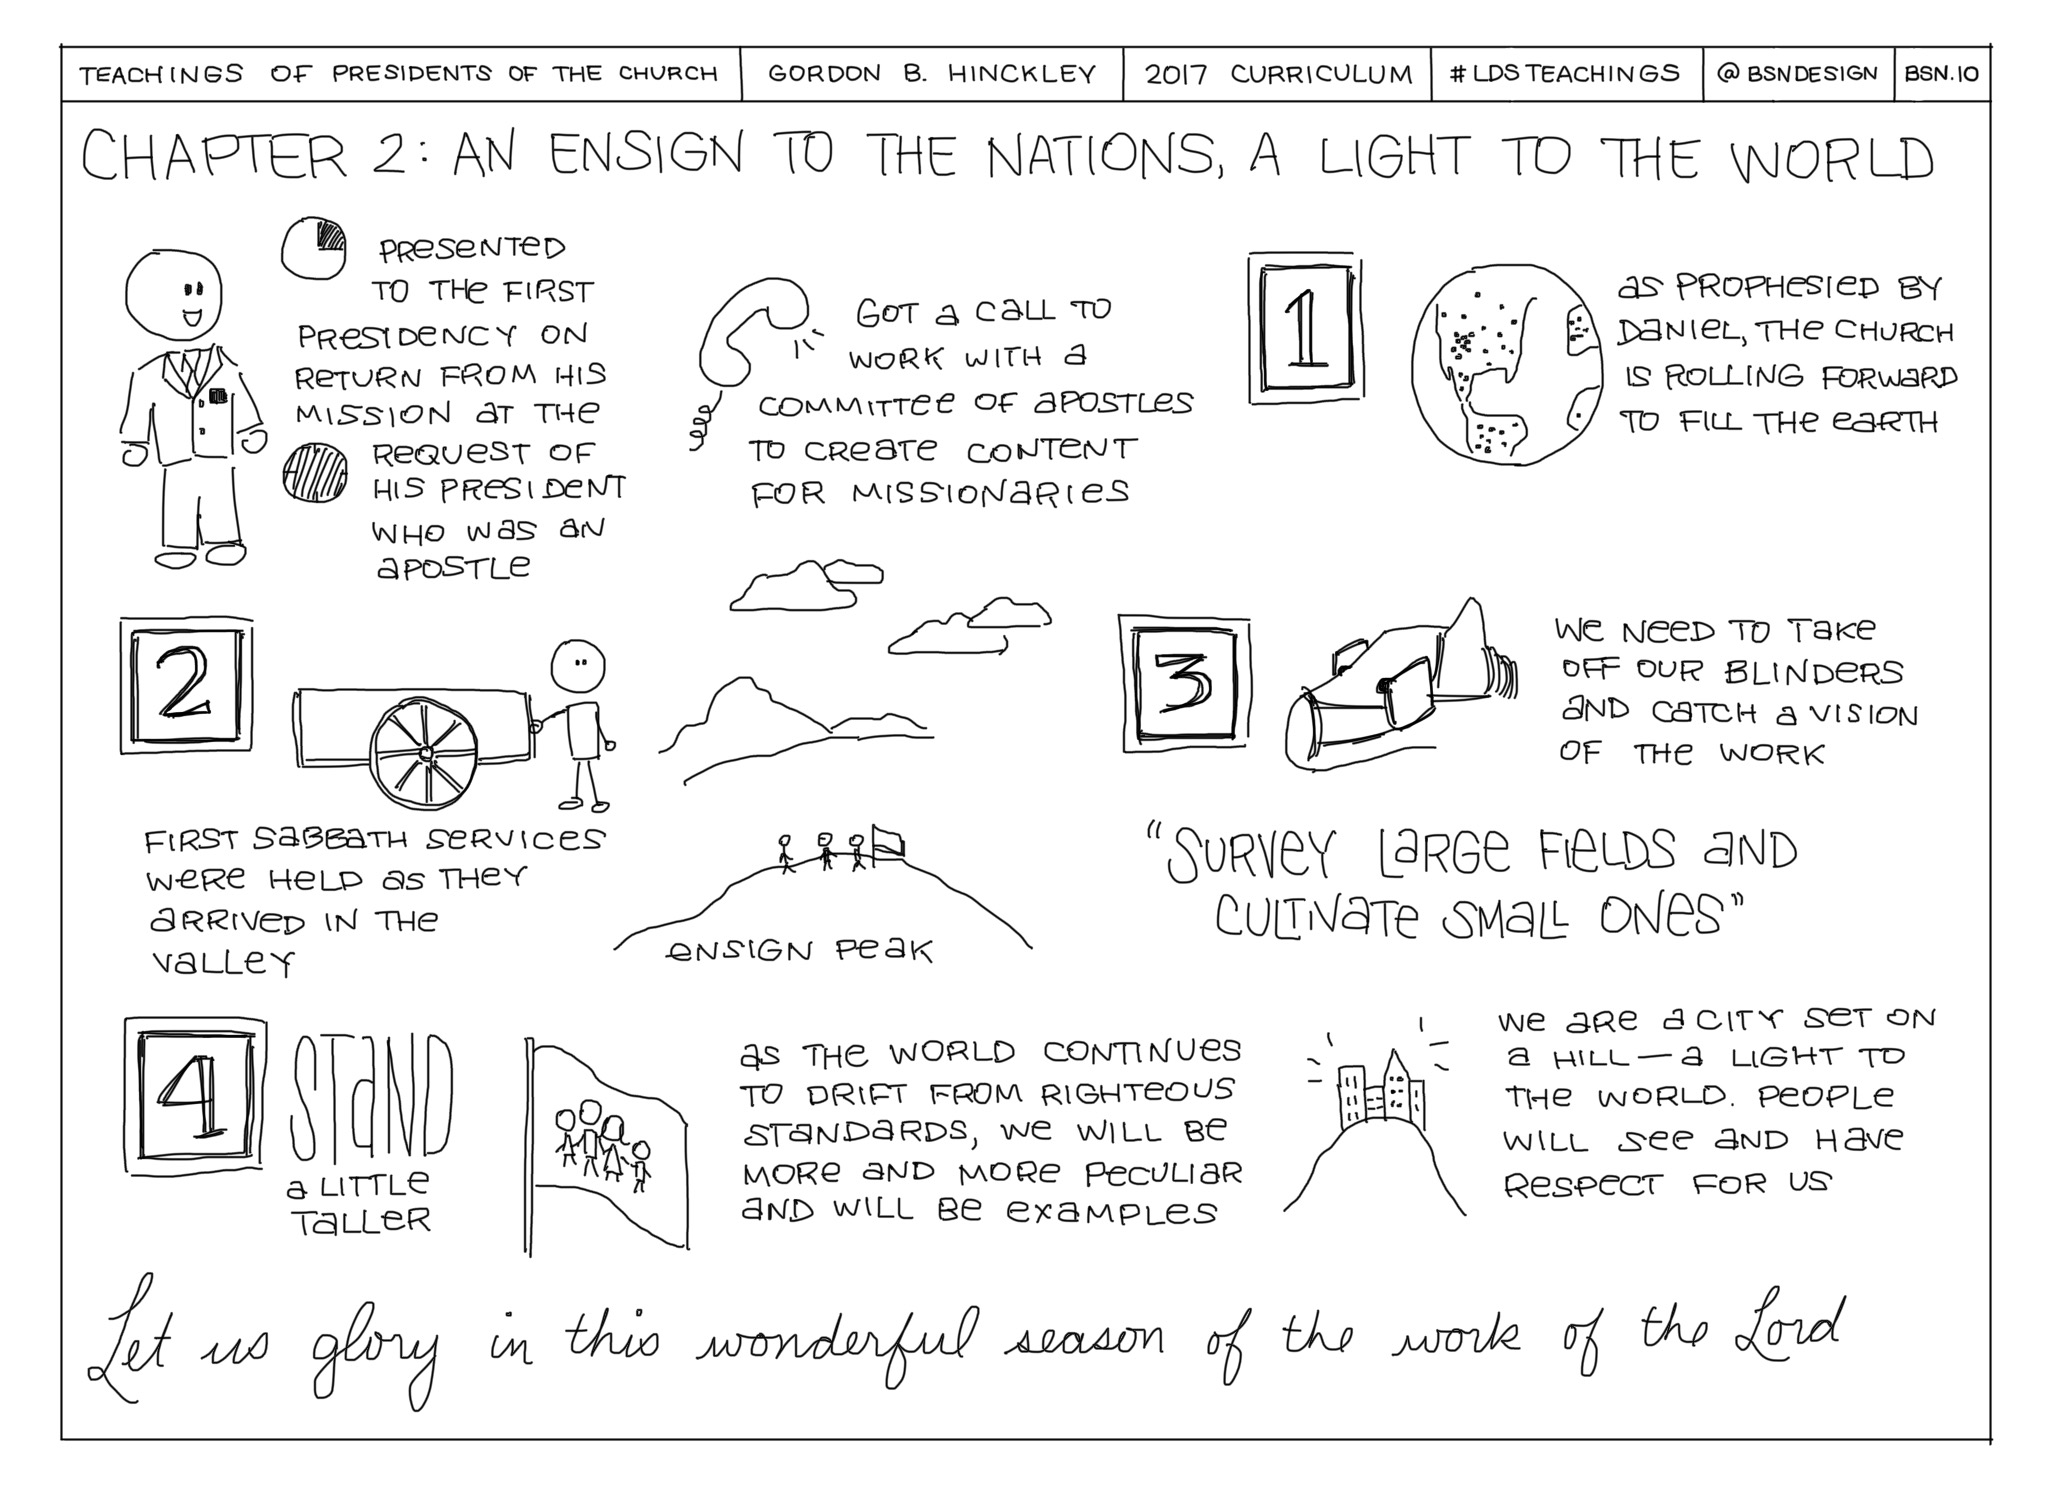 TEACHINGS OF PRESIDENTS OF THE CHURCH
GORDON B. HINCKLEY
2017 CURRICULUM
#LDSTEACHINGS
@BSNDESIGN
BSN.IO
CHAPTER 2: AN ENSIGN TO THE NATIONS, A LIGHT TO THE WORLD
PRESENTED
TO THE FIRST
PRESIDENCY ON
RETURN FROM HIS
MISSION AT THE
REQUEST OF
HIS PRESIDENT
WHO WAS AN
APOSTLE
GOT A CALL TO
WORK WITH A
COMMITTEE OF APOSTLES
TO CREATE CONTENT
FOR MISSIONARIES
1
AS PROPHESIED BY
DANIEL, THE CHURCH
IS ROLLING FORWARD
TO FILL THE EARTH
2
FIRST SABBATH SERVICES
WERE HELD AS THEY
ARRIVED IN THE
VALLEY
ENSIGN PEAK
3
WE NEED TO TAKE
OFF OUR BLINDERS
AND CATCH A VISION
OF THE WORK
"SURVEY LARGE FIELDS AND
CULTIVATE SMALL ONES"
4
STAND
A LITTLE
TALLER
AS THE WORLD CONTINUES
TO DRIFT FROM RIGHTEOUS
STANDARDS, WE WILL BE
MORE AND MORE PECULIAR
AND WILL BE EXAMPLES
WE ARE A CITY SET ON
A HILL—A LIGHT TO
THE WORLD. PEOPLE
WILL SEE AND HAVE
RESPECT FOR US
Let us glory in this wonderful season of the work of the Lord